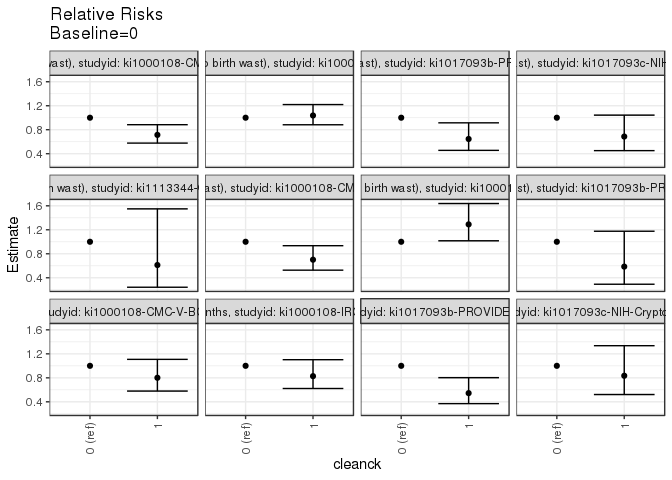 Relative Risks
Baseline=0
wast), studyid: ki1000108-CM
birth wast), studyid: ki1000
ast), studyid: ki1017093b-PR
st), studyid: ki1017093c-NIH
1.6
1.2
0.8
0.4
wast), studyid: ki1113344-
ast), studyid: ki1000108-CM
birth wast), studyid: ki10001
st), studyid: ki1017093b-PR
1.6
1.2
0.8
0.4
udyid: ki1000108-CMC-V-B
nths, studyid: ki1000108-IR
dyid: ki1017093b-PROVIDE
dyid: ki1017093c-NIH-Crypto
1.6
1.2
0.8
0.4
Estimate
0 (ref)
1
0 (ref)
1
0 (ref)
1
0 (ref)
1
cleanck